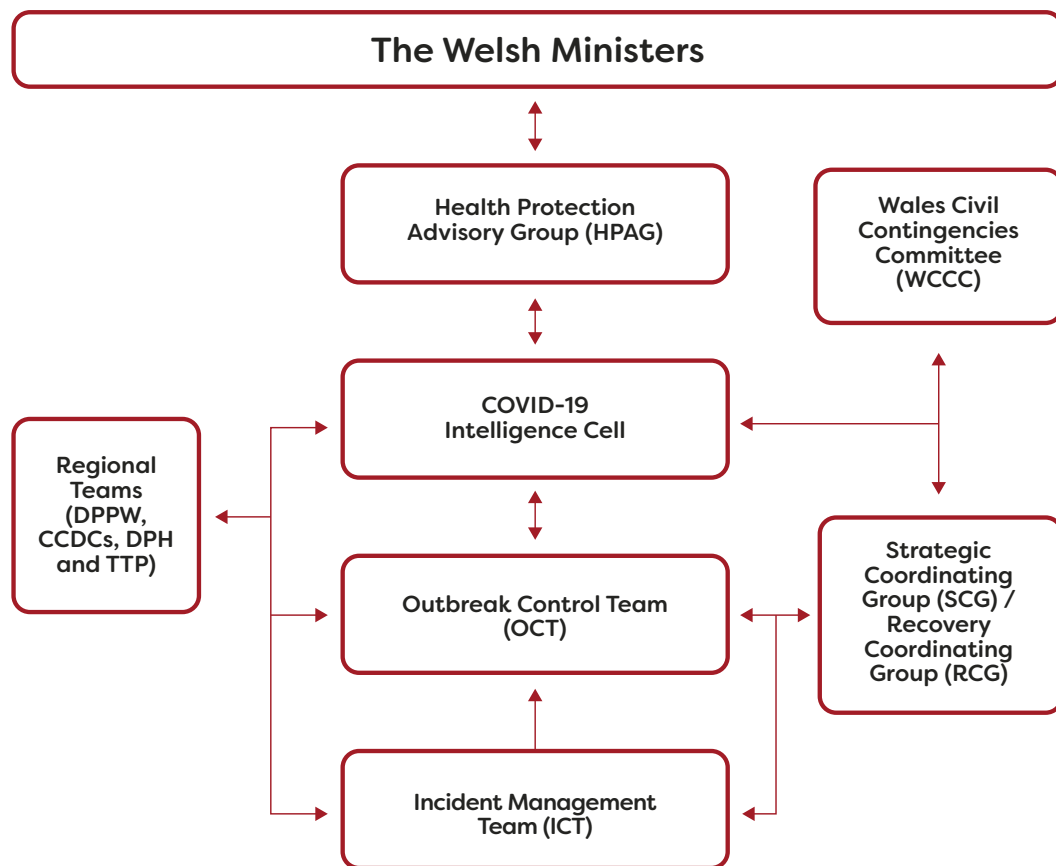 The Welsh Ministers
Health Protection
Advisory Group (HPAG)
Wales Civil
Contingencies
Committee
(WCCC)
COVID-19
Intelligence Cell
Regional
Teams
(DPPW,
CCDCs, DPH
and TTP)
Outbreak Control Team
(OCT)
Strategic
Coordinating
Group (SCG) /
Recovery
Coordinating
Group (RCG)
Incident Management
Team (ICT)